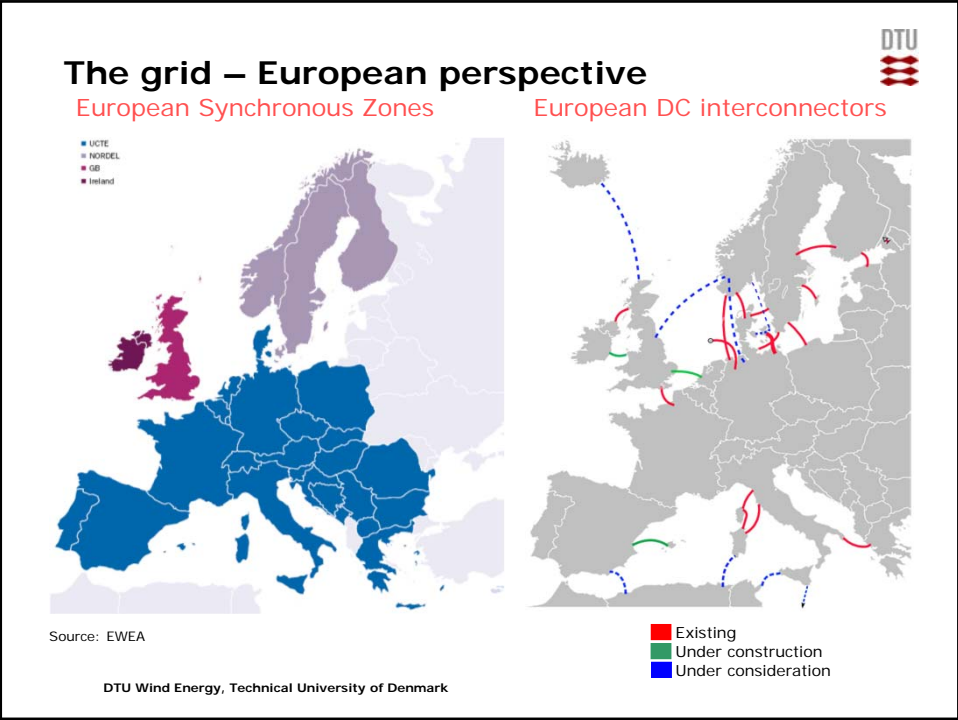 DTU
The grid – European perspective
European Synchronous Zones
European DC interconnectors
UCTE
NORDEL
GB
Ireland
Source: EWEA
Existing
Under construction
Under consideration
DTU Wind Energy, Technical University of Denmark